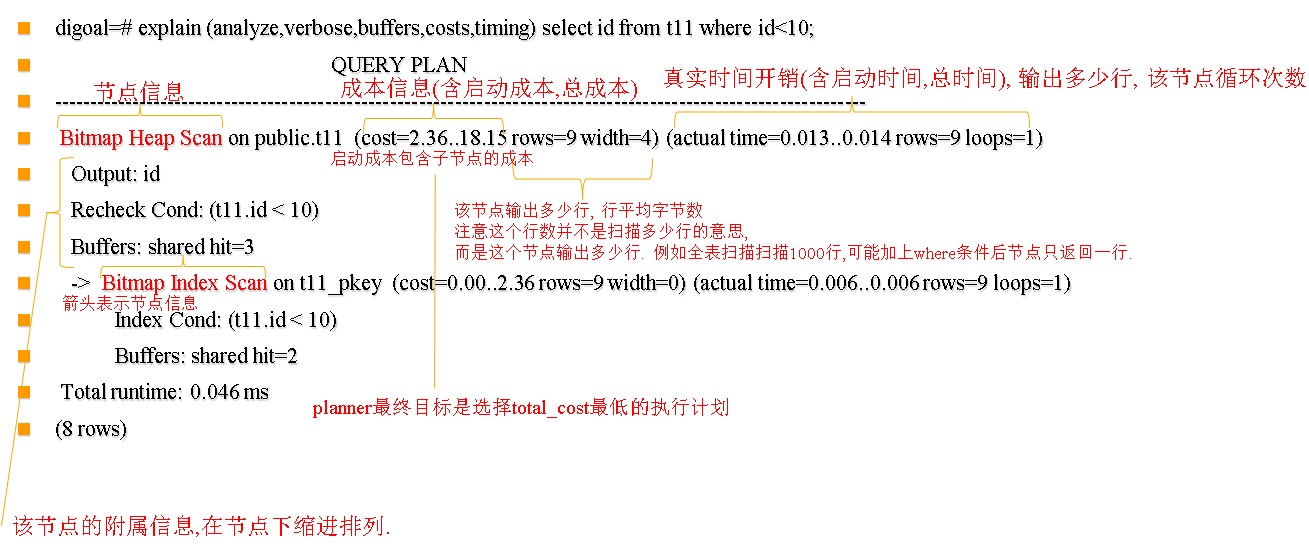 digoal=# explain (analyze,verbose,buffers,costs,timing) select id from t11 where id<10;
QUERY PLAN
真实时间开销(含启动时间,总时间), 输出多少行, 该节点循环次数
节点信息
成本信息(含启动成本,总成本)
Bitmap Heap Scan on public.t11 (cost=2.36..18.15 rows=9 width=4) (actual time=0.013..0.014 rows=9 loops=1)
启动成本包含子节点的成本
Output: id
Recheck Cond: (t11.id < 10)
该节点输出多少行, 行平均字节数
注意这个行数并不是扫描多少行的意思,
Buffers: shared hit=3
而是这个节点输出多少行. 例如全表扫描扫描1000行,可能加上where条件后节点只返回一行.
-> Bitmap Index Scan on t11_pkey (cost=0.00..2.36 rows=9 width=0) (actual time=0.006..0.006 rows=9 loops=1)
箭头表示节点信息
Index Cond: (t11.id < 10)
Buffers: shared hit=2
Total runtime: 0.046 ms
planner最终目标是选择total_cost最低的执行计划
(8 rows)
该节点的附属信息,在节点下缩进排列.